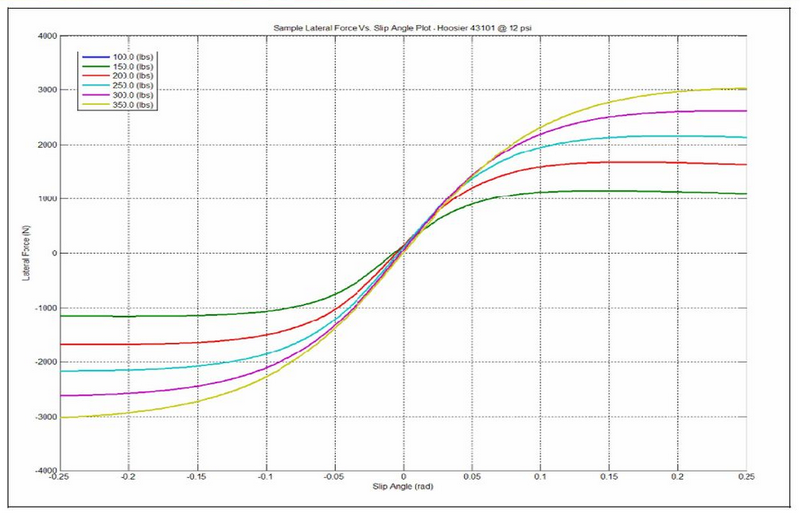 Sample Lateral Force Vs. Slip Angle Plot - Hoosier 43101 @ 12 psi
4000
100.0 (lbs)
150.0 (lbs)
200.0 (lbs)
250.0 (lbs)
300.0 (lbs)
350.0 (lbs)
3000
2000
1000
0
-1000
-2000
-3000
-4000
Lateral Force (N)
-0.25 -0.2 -0.15 -0.1 -0.05 0 0.05 0.1 0.15 0.2 0.25
Slip Angle (rad)